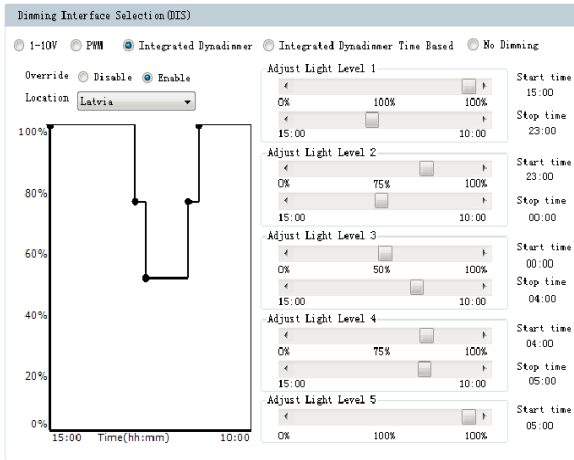 Dimming Interface Selection(DIS)
1-10V PWM Integrated Dynadimmer Integrated Dynadimmer Time Based No Dimming
Override Disable Enable
Location Latvia
100%
80%
60%
40%
20%
0%
15:00 Time(hh:mm) 10:00
Adjust Light Level 1
0% 100% 100%
15:00 10:00
Start time
15:00
Stop time
23:00
Adjust Light Level 2
0% 75% 100%
15:00 10:00
Start time
23:00
Stop time
00:00
Adjust Light Level 3
0% 50% 100%
15:00 10:00
Start time
00:00
Stop time
04:00
Adjust Light Level 4
0% 75% 100%
15:00 10:00
Start time
04:00
Stop time
05:00
Adjust Light Level 5
0% 100% 100%
Start time
05:00